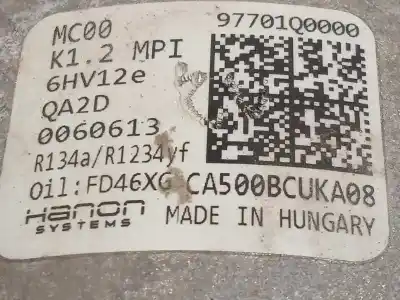 MC00
97701Q0000
K1.2 MPI
6HV12e
QA2D
0060613
R134a/R1234yf
Oil:FD46XG CA500BCUKA08
Hanon SYSTEMS MADE IN HUNGARY